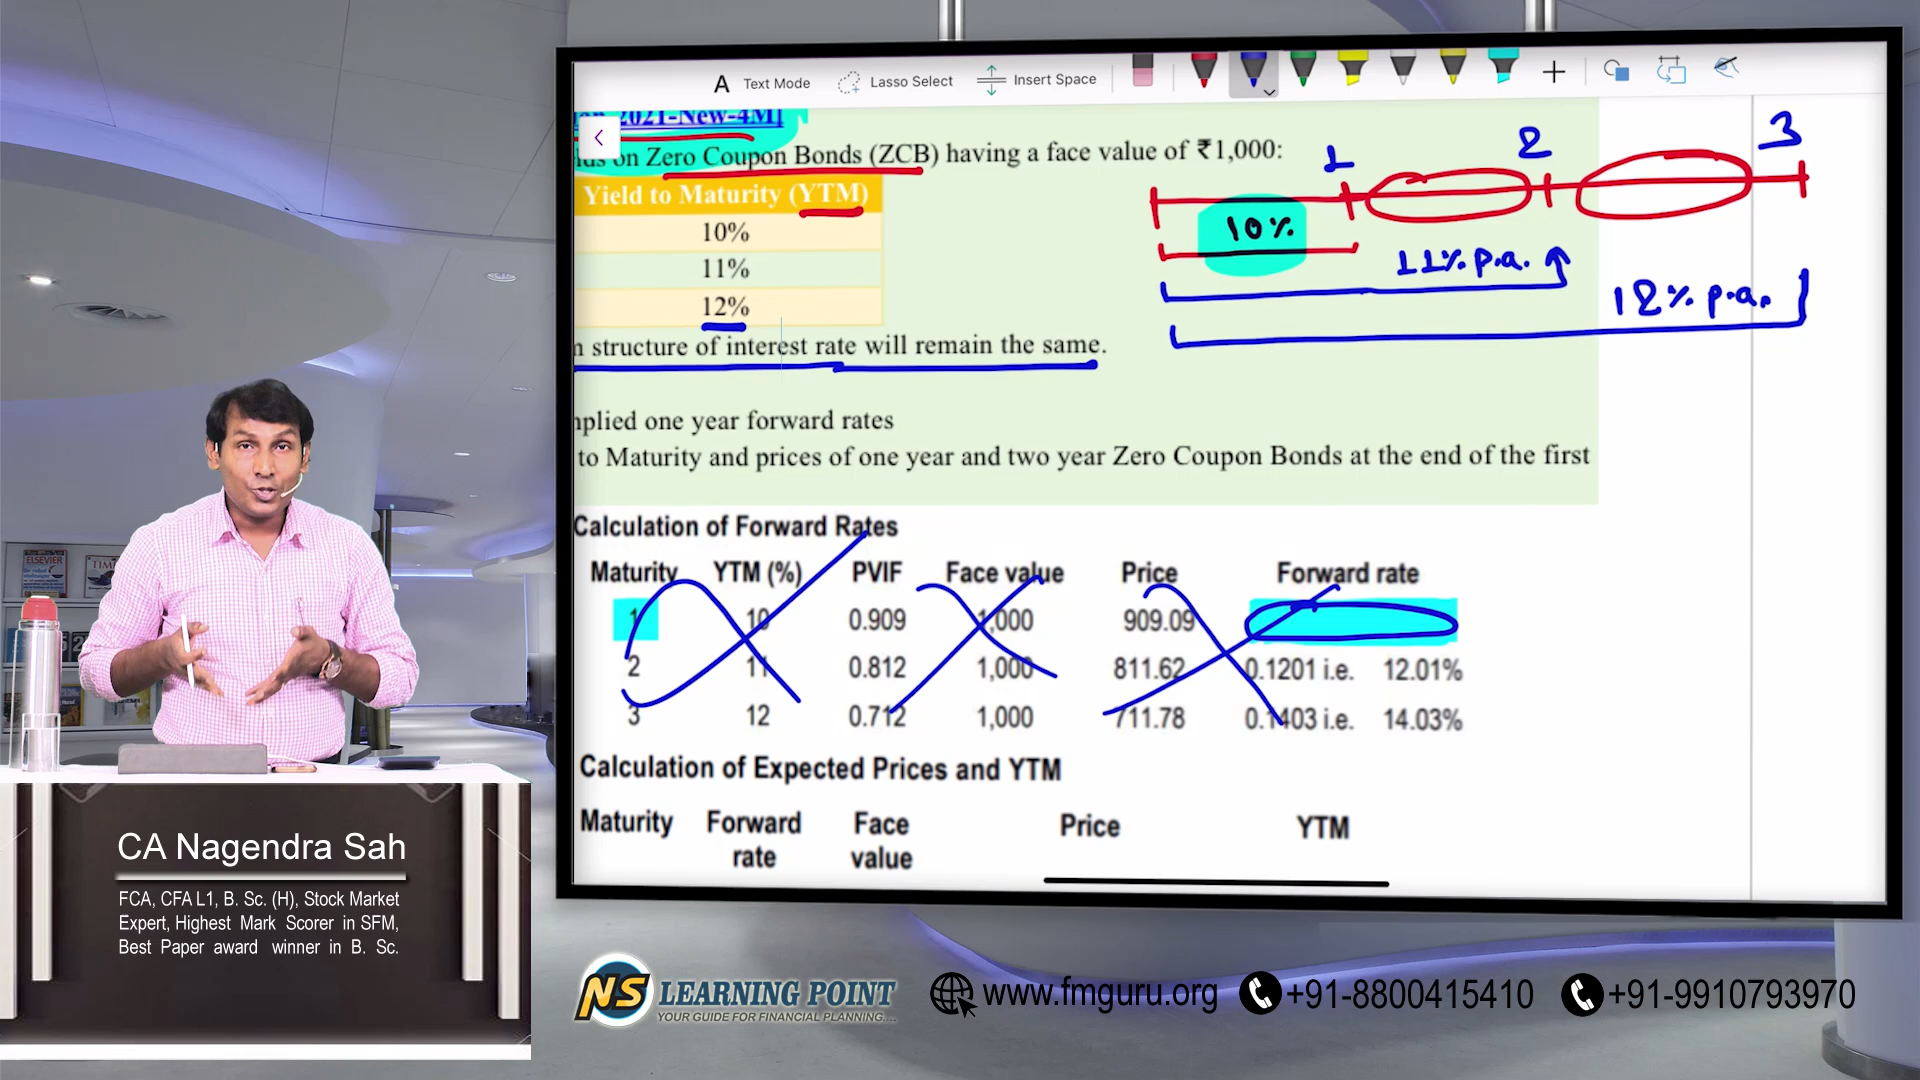 A Text Mode Lasso Select Insert Space
2021-New-4M]
on Zero Coupon Bonds (ZCB) having a face value of ₹1,000:
Yield to Maturity (YTM)
10%
11%
12%
n structure of interest rate will remain the same.
1 2 3
10%
11% p.a.
12% p.a.
nplied one year forward rates
to Maturity and prices of one year and two year Zero Coupon Bonds at the end of the first
Calculation of Forward Rates
Maturity YTM (%) PVIF Face value Price Forward rate
1 10 0.909 1,000 909.09
2 11 0.812 1,000 811.62 0.1201 i.e. 12.01%
3 12 0.712 1,000 711.78 0.1403 i.e. 14.03%
Calculation of Expected Prices and YTM
Maturity Forward rate Face value Price YTM
ELSEVIER
CA Nagendra Sah
FCA, CFA L1, B. Sc. (H), Stock Market
Expert, Highest Mark Scorer in SFM,
Best Paper award winner in B. Sc.
NS LEARNING POINT
YOUR GUIDE FOR FINANCIAL PLANNING....
www.fmguru.org +91-8800415410 +91-9910793970